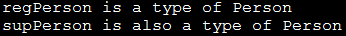 regPerson is a type of Person
supPerson is also a type of Person